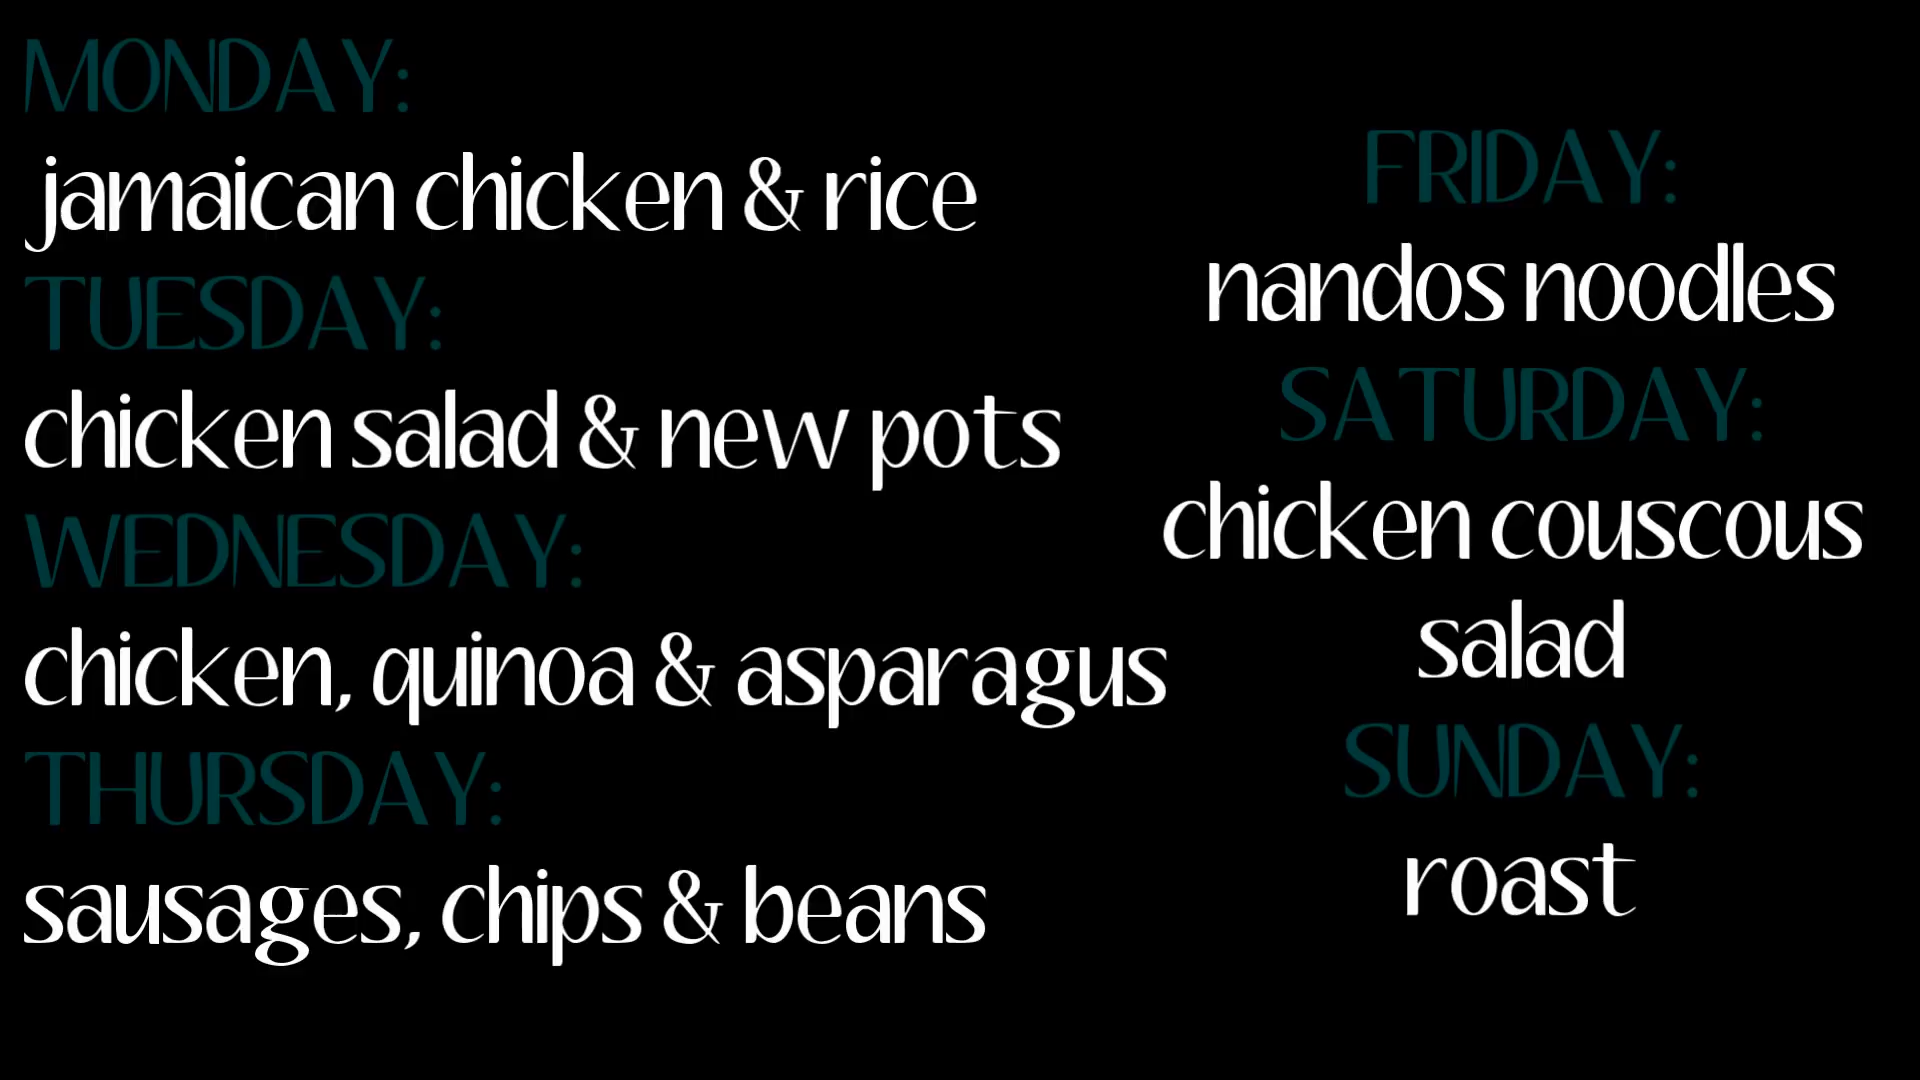 MONDAY:
jamaican chicken & rice
TUESDAY:
chicken salad & new pots
WEDNESDAY:
chicken, quinoa & asparagus
THURSDAY:
sausages, chips & beans
FRIDAY:
nandos noodles
SATURDAY:
chicken couscous
salad
SUNDAY:
roast